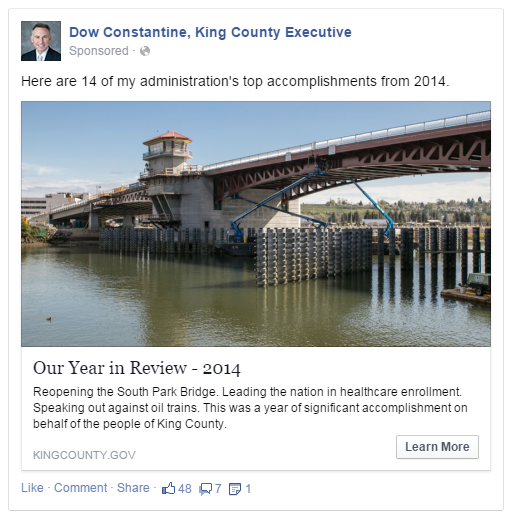 Dow Constantine, King County Executive
Sponsored ·
Here are 14 of my administration's top accomplishments from 2014.
Our Year in Review - 2014
Reopening the South Park Bridge. Leading the nation in healthcare enrollment.
Speaking out against oil trains. This was a year of significant accomplishment on
behalf of the people of King County.
KINGCOUNTY.GOV
Learn More
Like · Comment · Share · 48 7 1